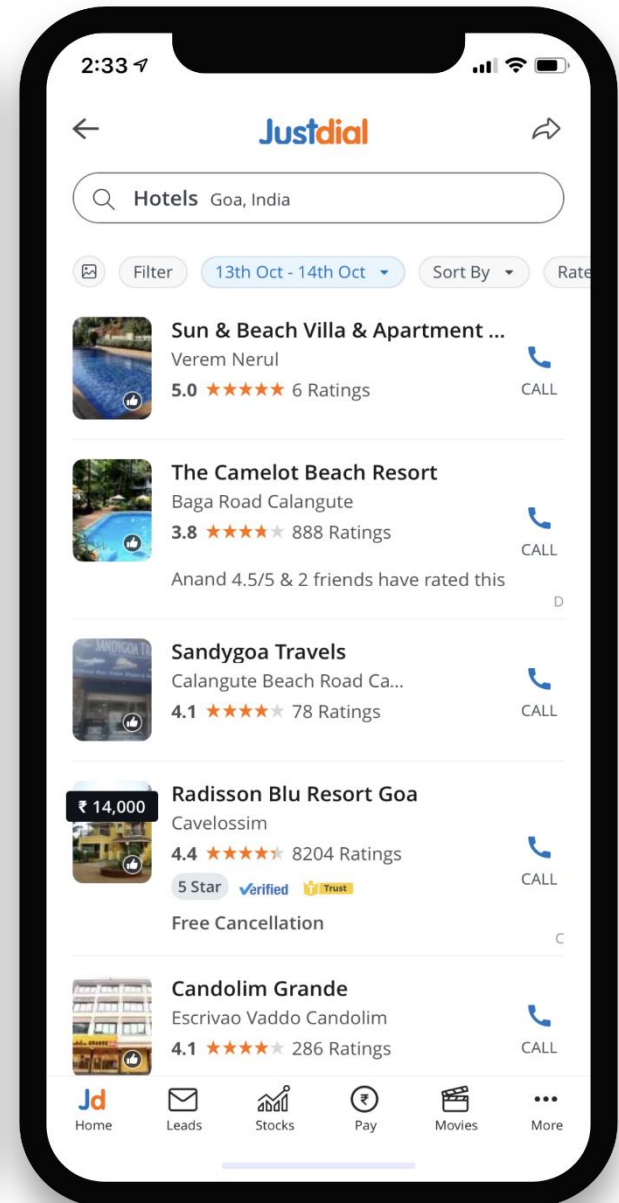 2:33
Justdial
Hotels Goa, India
Filter
13th Oct - 14th Oct
Sort By
Rate
Sun & Beach Villa & Apartment ...
Verem Nerul
5.0 ★★★★★ 6 Ratings
CALL
The Camelot Beach Resort
Baga Road Calangute
3.8 ★★★★★ 888 Ratings
CALL
Anand 4.5/5 & 2 friends have rated this
D
SANDYGOA
Sandygoa Travels
Calangute Beach Road Ca...
4.1 ★★★★★ 78 Ratings
CALL
₹ 14,000
Radisson Blu Resort Goa
Cavelossim
4.4 ★★★★★ 8204 Ratings
CALL
5 Star Verified T Trust
Free Cancellation
C
Candolim Grande
Escrivao Vaddo Candolim
4.1 ★★★★★ 286 Ratings
CALL
Jd
Home
Leads
Stocks
₹
Pay
Movies
More